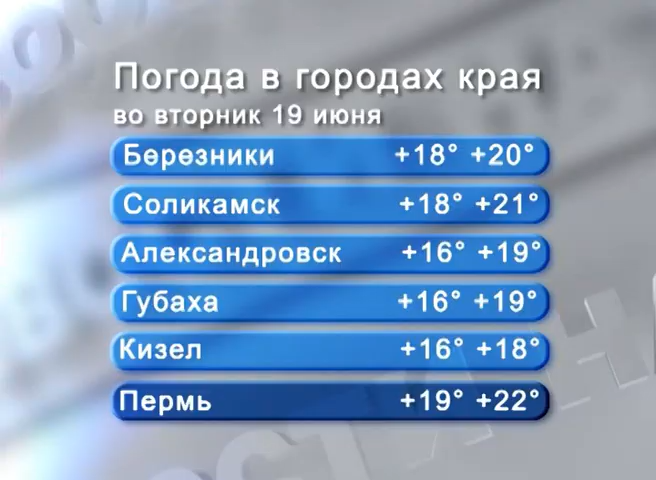 Погода в городах края
во вторник 19 июня
Березники +18° +20°
Соликамск +18° +21°
Александровск +16° +19°
Губаха +16° +19°
Кизел +16° +18°
Пермь +19° +22°